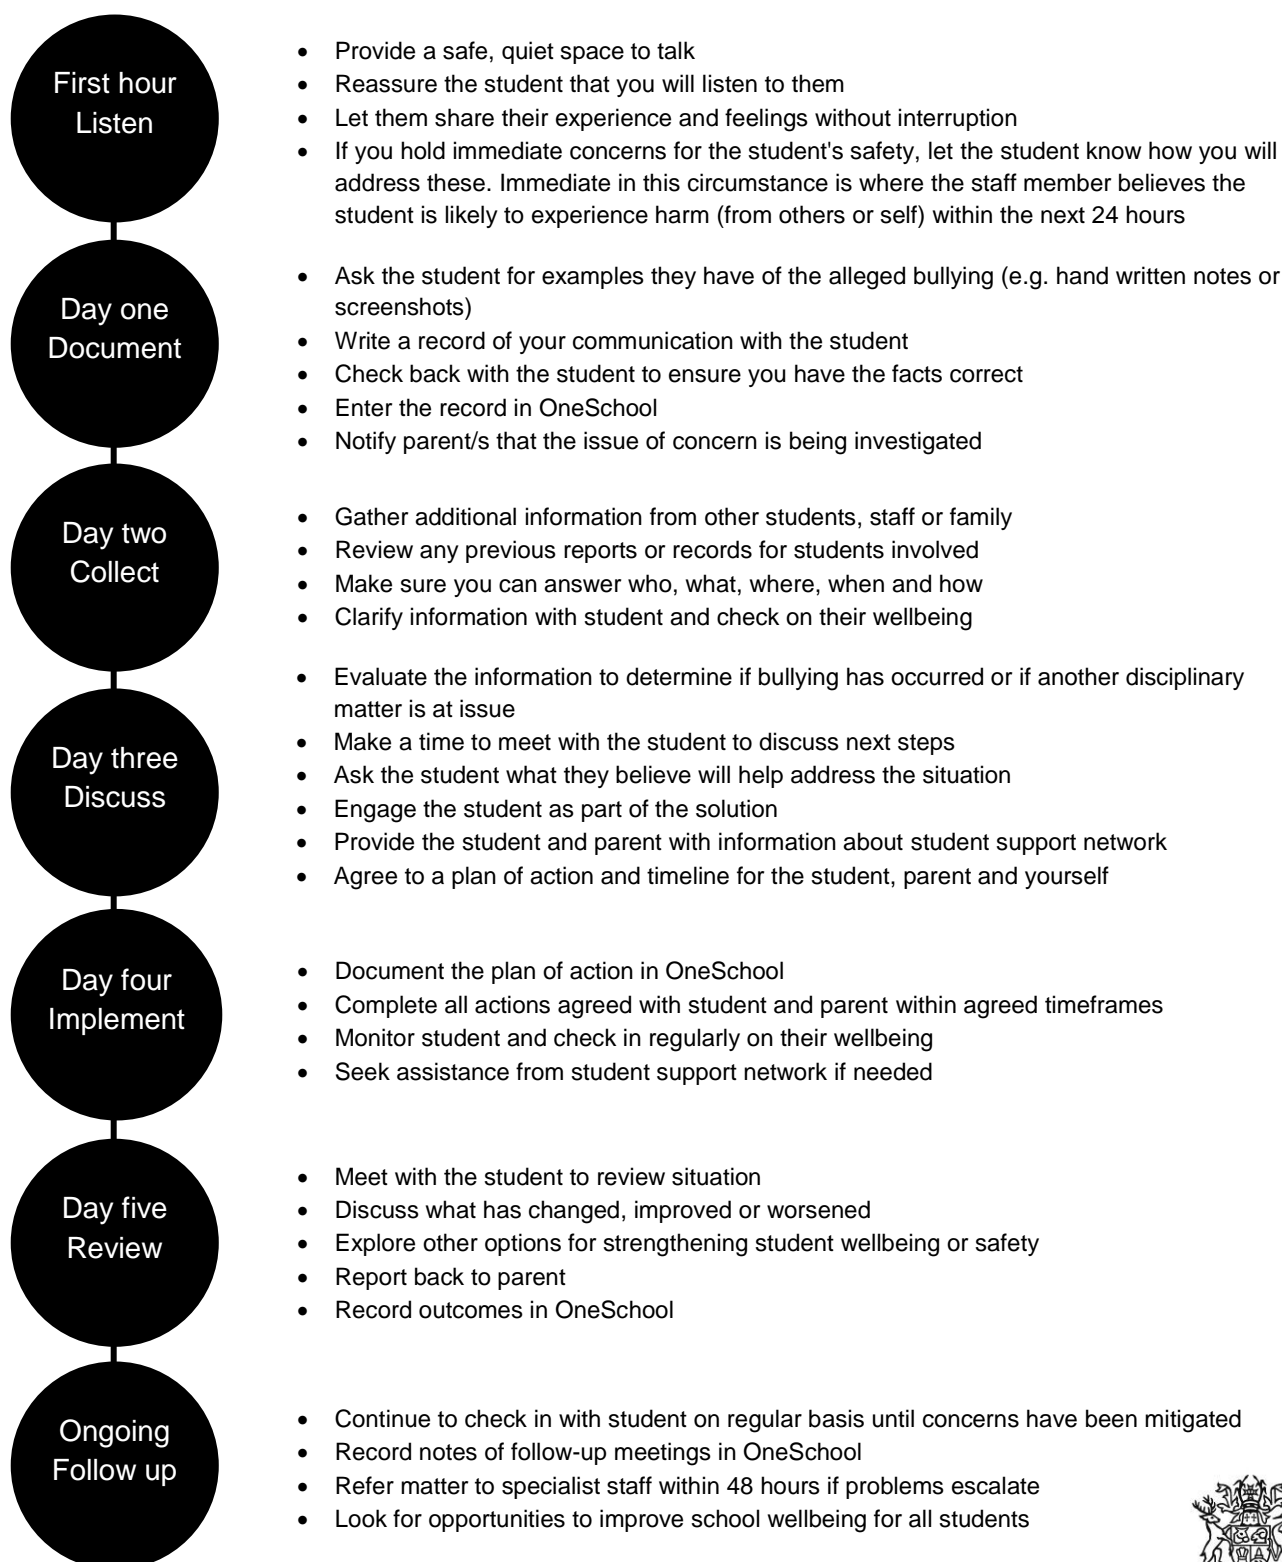 First hour
Listen
• Provide a safe, quiet space to talk
• Reassure the student that you will listen to them
• Let them share their experience and feelings without interruption
• If you hold immediate concerns for the student's safety, let the student know how you will
address these. Immediate in this circumstance is where the staff member believes the
student is likely to experience harm (from others or self) within the next 24 hours
Day one
Document
• Ask the student for examples they have of the alleged bullying (e.g. hand written notes or
screenshots)
• Write a record of your communication with the student
• Check back with the student to ensure you have the facts correct
• Enter the record in OneSchool
• Notify parent/s that the issue of concern is being investigated
Day two
Collect
• Gather additional information from other students, staff or family
• Review any previous reports or records for students involved
• Make sure you can answer who, what, where, when and how
• Clarify information with student and check on their wellbeing
Day three
Discuss
• Evaluate the information to determine if bullying has occurred or if another disciplinary
matter is at issue
• Make a time to meet with the student to discuss next steps
• Ask the student what they believe will help address the situation
• Engage the student as part of the solution
• Provide the student and parent with information about student support network
• Agree to a plan of action and timeline for the student, parent and yourself
Day four
Implement
• Document the plan of action in OneSchool
• Complete all actions agreed with student and parent within agreed timeframes
• Monitor student and check in regularly on their wellbeing
• Seek assistance from student support network if needed
Day five
Review
• Meet with the student to review situation
• Discuss what has changed, improved or worsened
• Explore other options for strengthening student wellbeing or safety
• Report back to parent
• Record outcomes in OneSchool
Ongoing
Follow up
• Continue to check in with student on regular basis until concerns have been mitigated
• Record notes of follow-up meetings in OneSchool
• Refer matter to specialist staff within 48 hours if problems escalate
• Look for opportunities to improve school wellbeing for all students